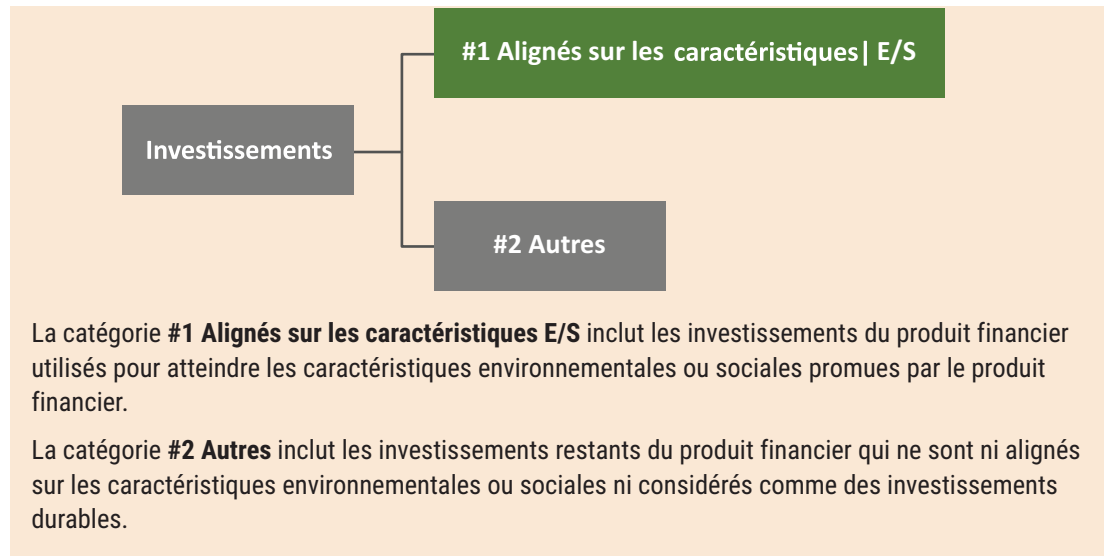 #1 Alignés sur les caractéristiques| E/S
Investissements
#2 Autres
La catégorie #1 Alignés sur les caractéristiques E/S inclut les investissements du produit financier
utilisés pour atteindre les caractéristiques environnementales ou sociales promues par le produit
financier.
La catégorie #2 Autres inclut les investissements restants du produit financier qui ne sont ni alignés
sur les caractéristiques environnementales ou sociales ni considérés comme des investissements
durables.